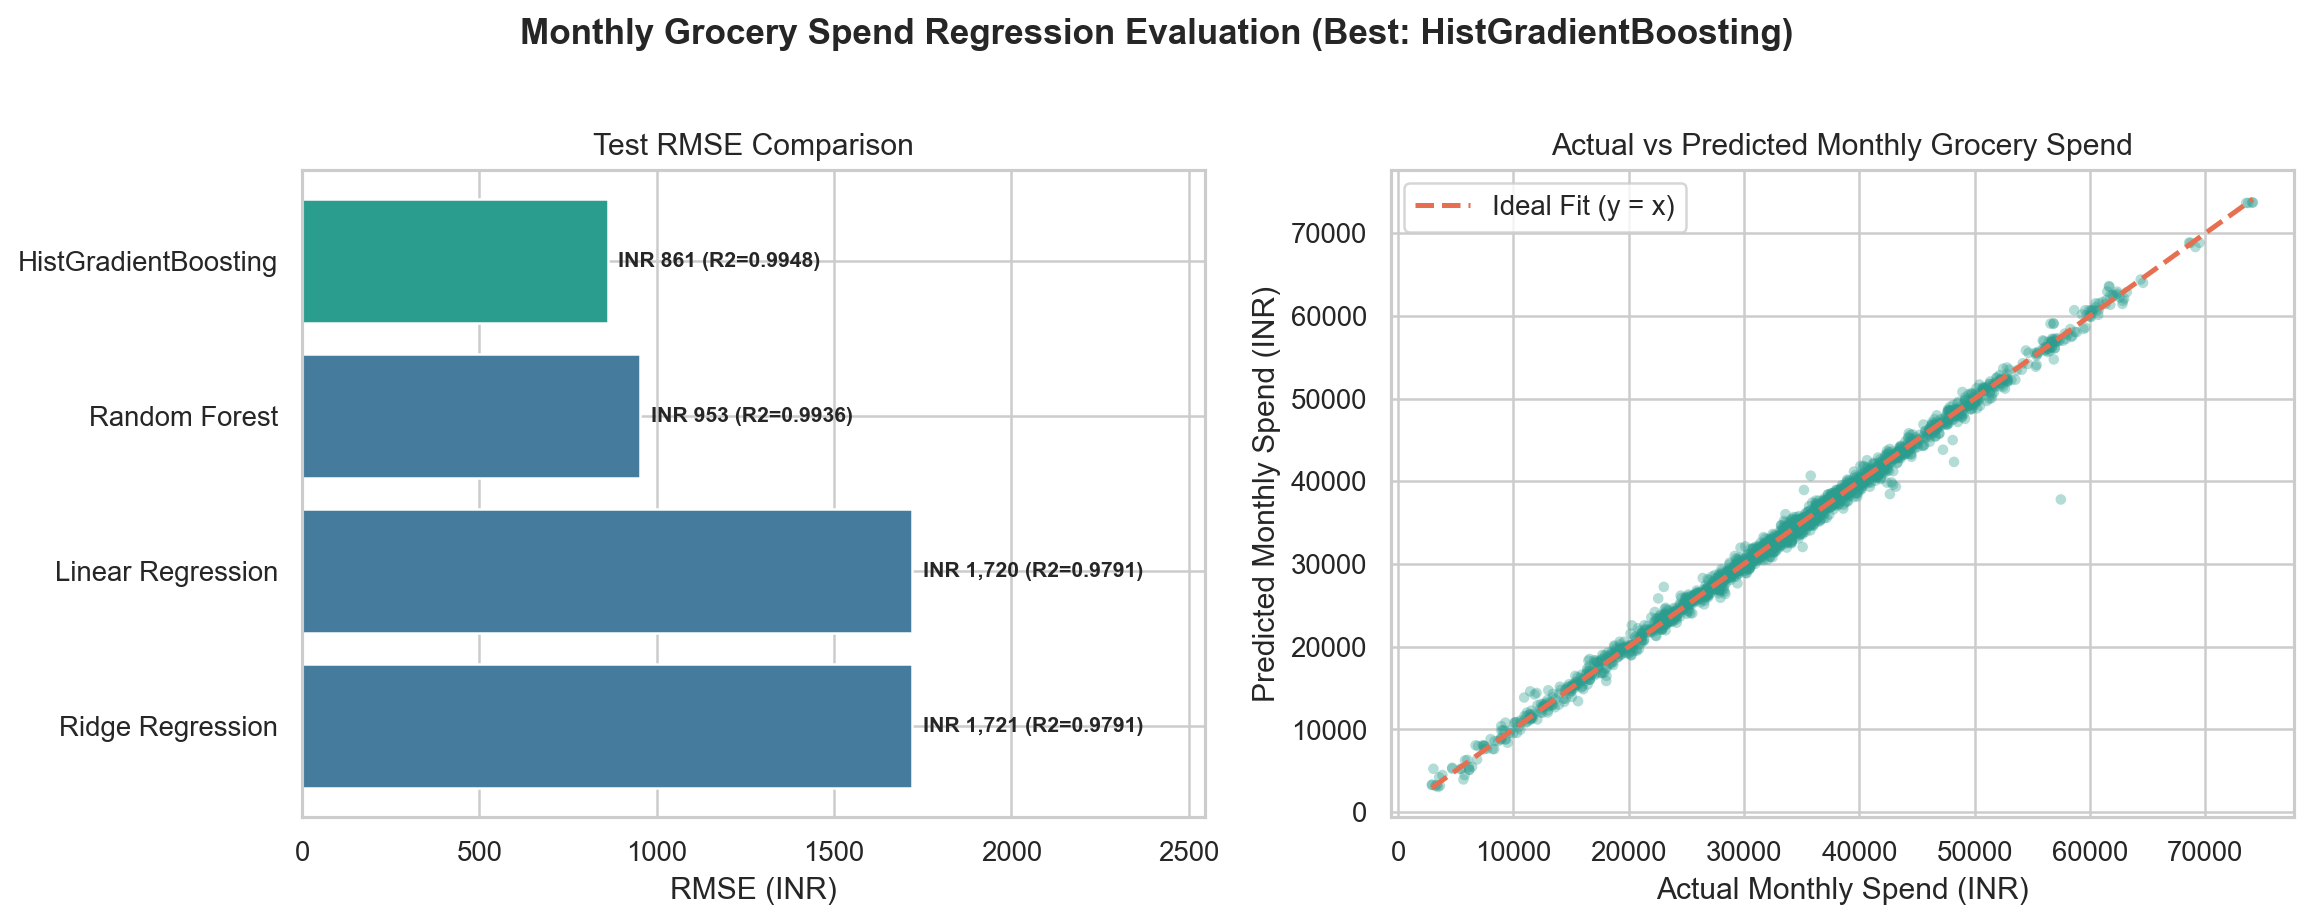 Monthly Grocery Spend Regression Evaluation (Best: HistGradientBoosting)
Test RMSE Comparison
HistGradientBoosting
INR 861 (R2=0.9948)
Random Forest
INR 953 (R2=0.9936)
Linear Regression
INR 1,720 (R2=0.9791)
Ridge Regression
INR 1,721 (R2=0.9791)
0 500 1000 1500 2000 2500
RMSE (INR)
Actual vs Predicted Monthly Grocery Spend
Ideal Fit (y = x)
Predicted Monthly Spend (INR)
70000
60000
50000
40000
30000
20000
10000
0
0 10000 20000 30000 40000 50000 60000 70000
Actual Monthly Spend (INR)